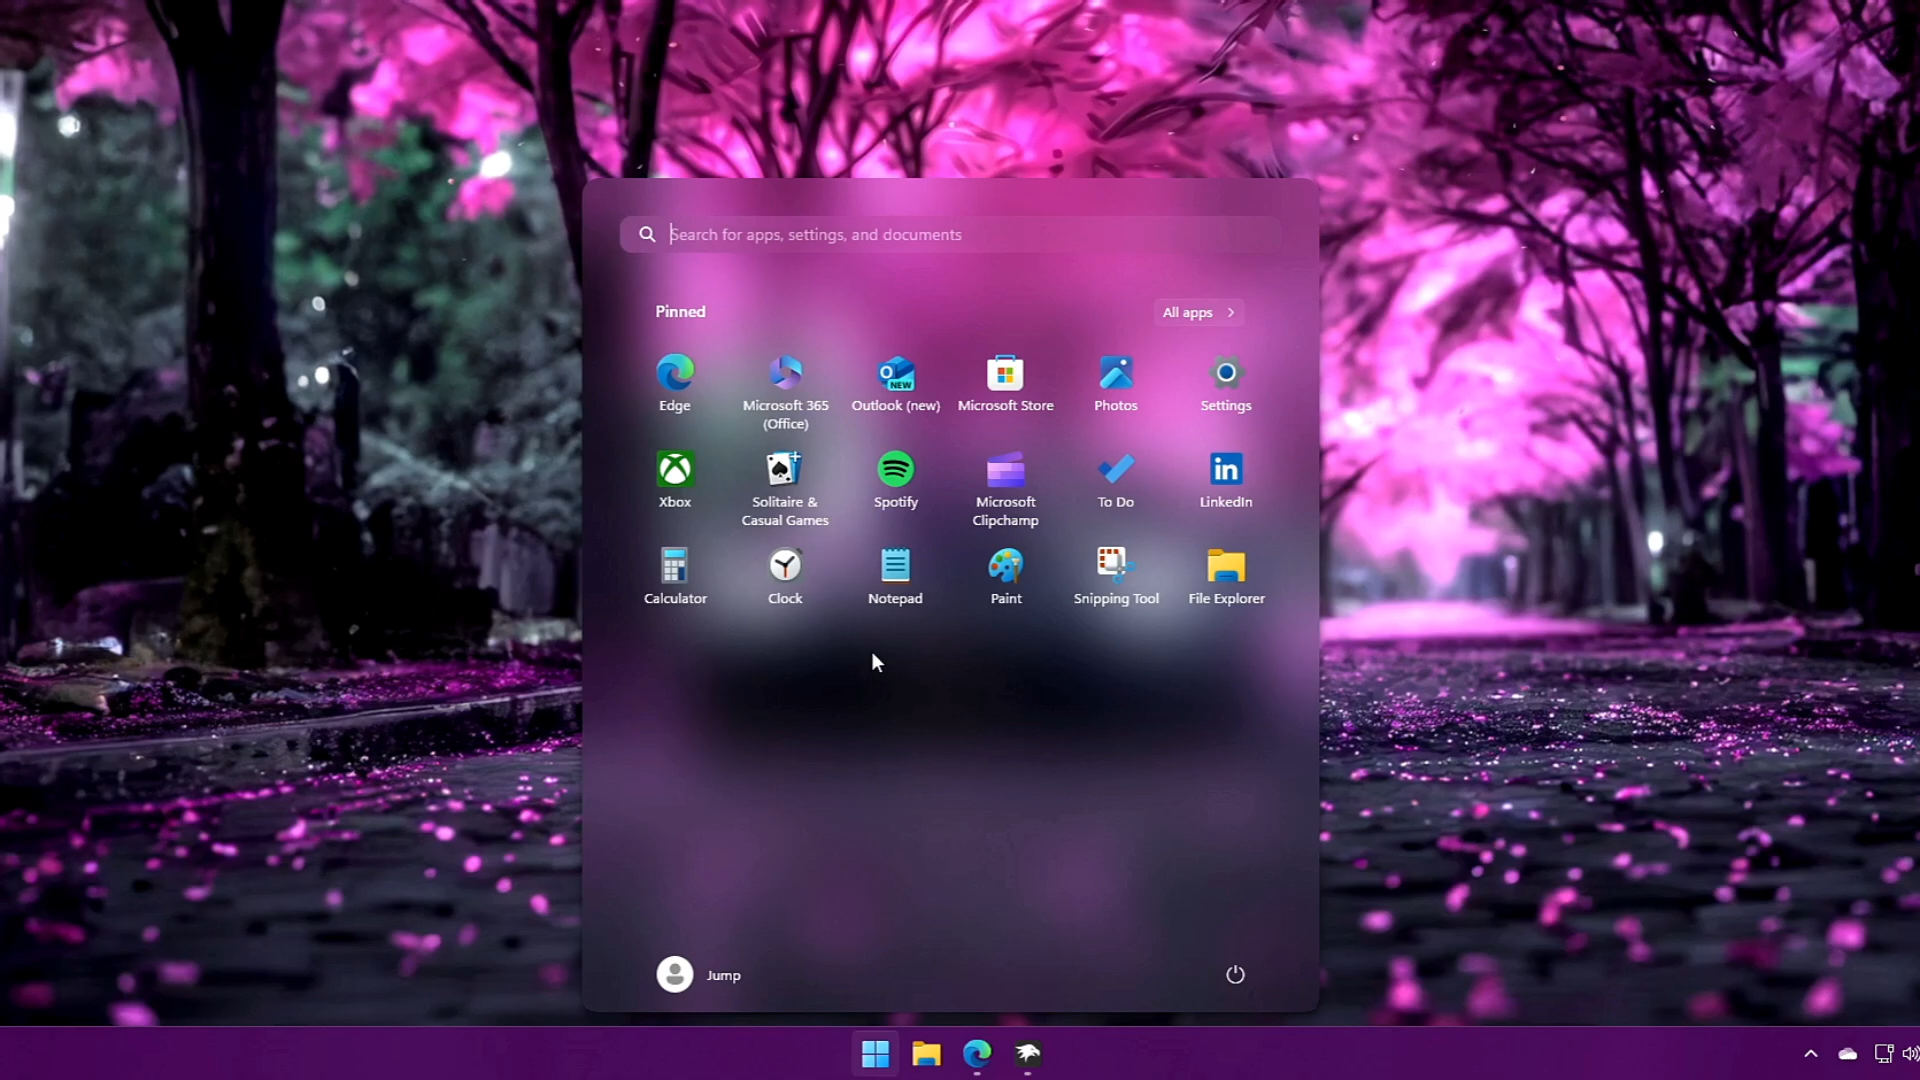 Search for apps, settings, and documents
Pinned
All apps
Edge
Microsoft 365
(Office)
Outlook (new)
NEW
Microsoft Store
Photos
Settings
Xbox
Solitaire &
Casual Games
Spotify
Microsoft
Clipchamp
To Do
in
LinkedIn
Calculator
Clock
Notepad
Paint
Snipping Tool
File Explorer
Jump